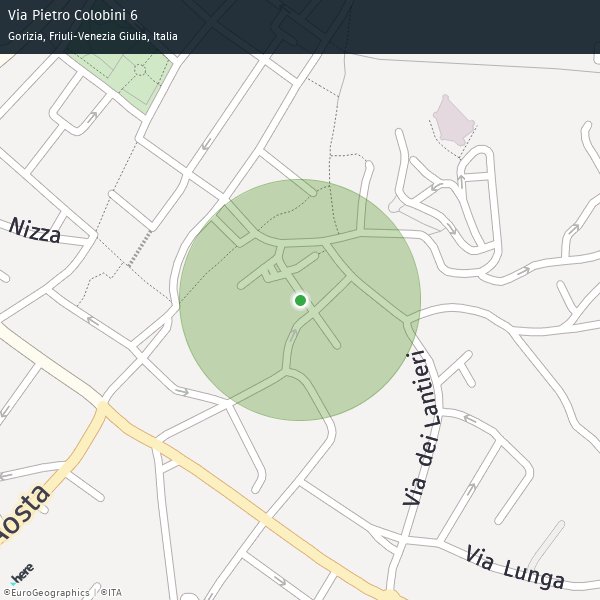 Via Pietro Colobini 6
Gorizia, Friuli-Venezia Giulia, Italia
Nizza
Via dei Lantieri
Aosta
Via Lunga
here
©EuroGeographics | ©ITA